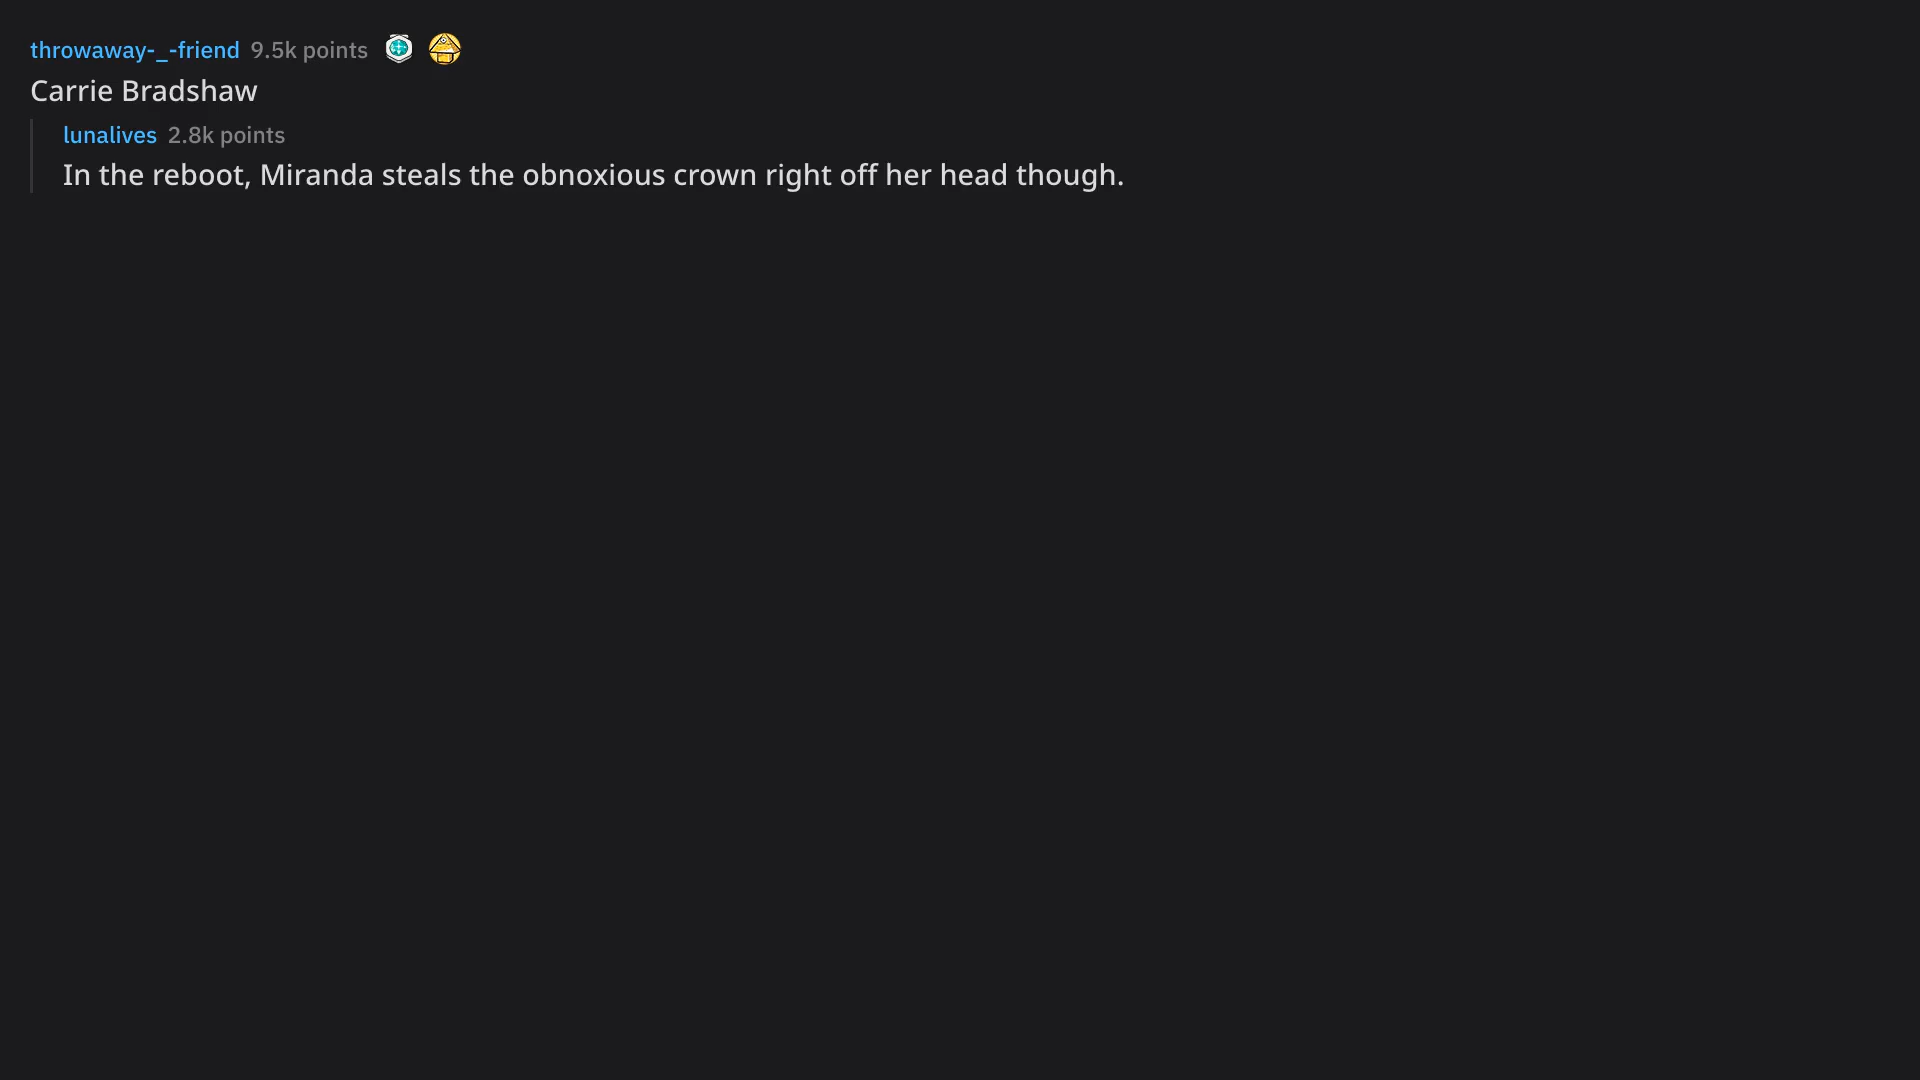 throwaway-_-friend 9.5k points
Carrie Bradshaw
lunalives 2.8k points
In the reboot, Miranda steals the obnoxious crown right off her head though.